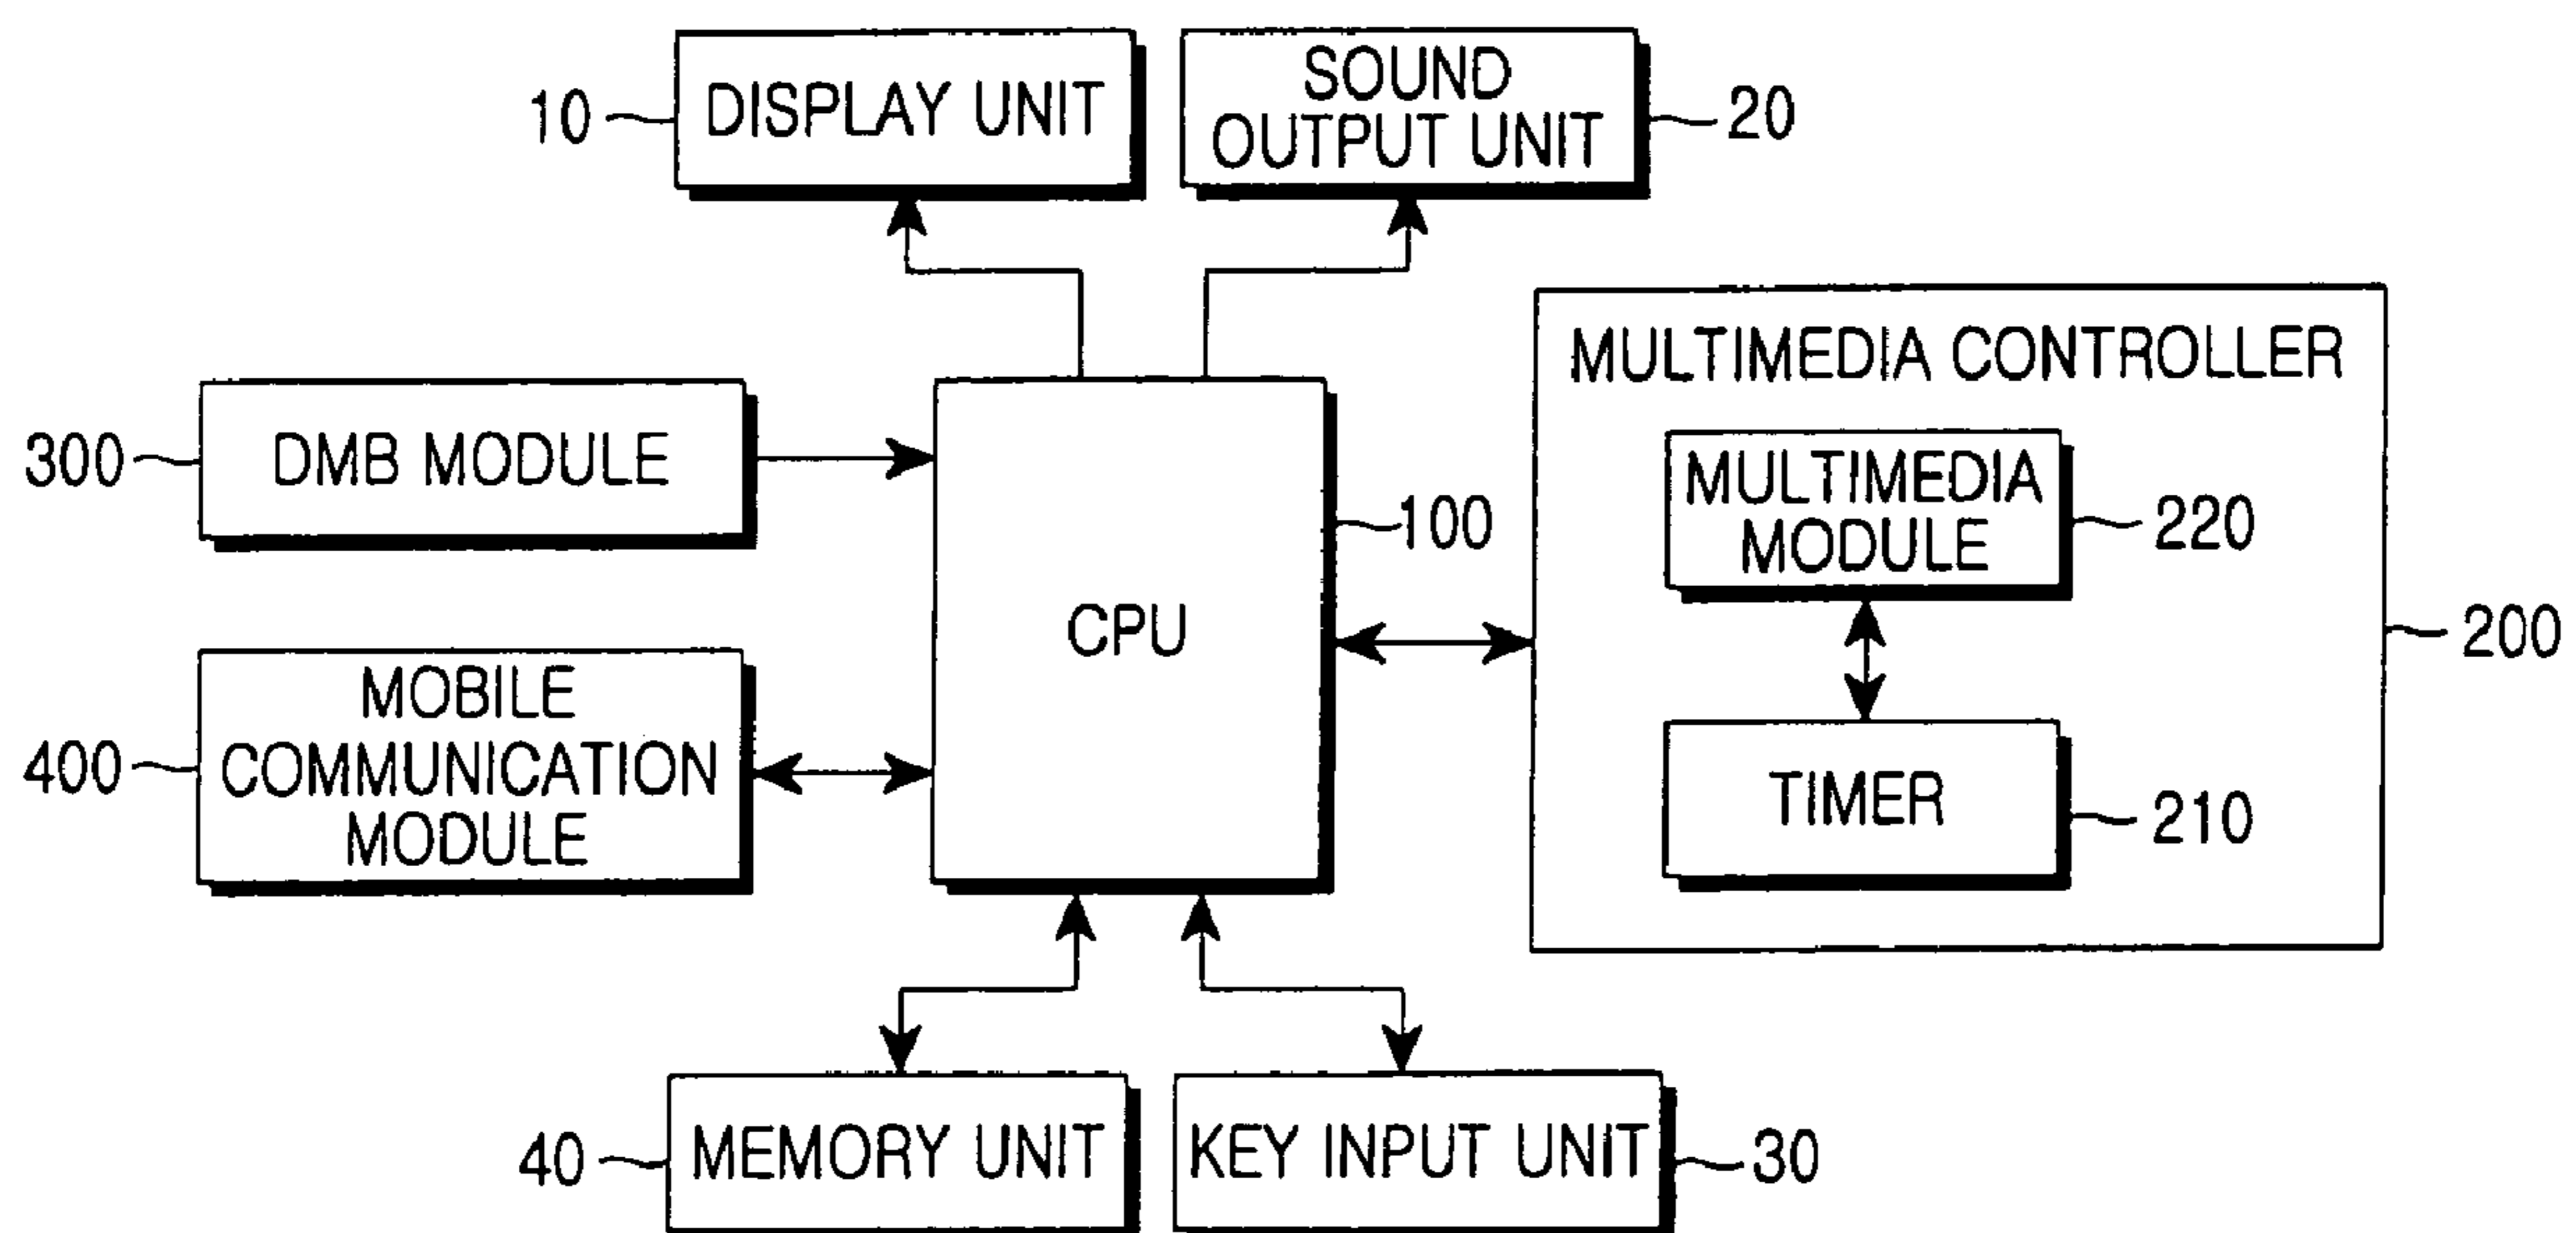 10
DISPLAY UNIT
SOUND
OUTPUT UNIT
20
MULTIMEDIA CONTROLLER
300
DMB MODULE
100
MULTIMEDIA
MODULE
220
CPU
200
400
MOBILE
COMMUNICATION
MODULE
TIMER
210
40
MEMORY UNIT
KEY INPUT UNIT
30